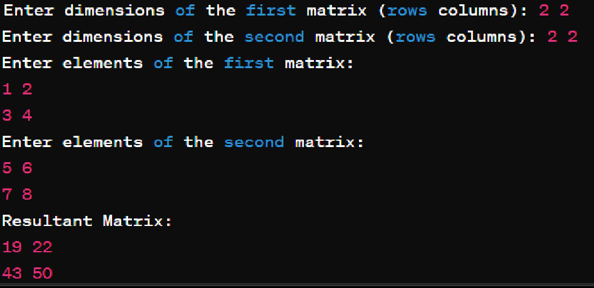 Enter dimensions of the first matrix (rows columns): 2 2
Enter dimensions of the second matrix (rows columns): 2 2
Enter elements of the first matrix:
1 2
3 4
Enter elements of the second matrix:
5 6
7 8
Resultant Matrix:
19 22
43 50